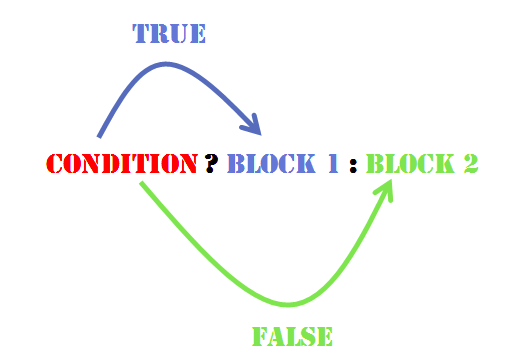 TRUE
CONDITION ? BLOCK 1 : BLOCK 2
FALSE